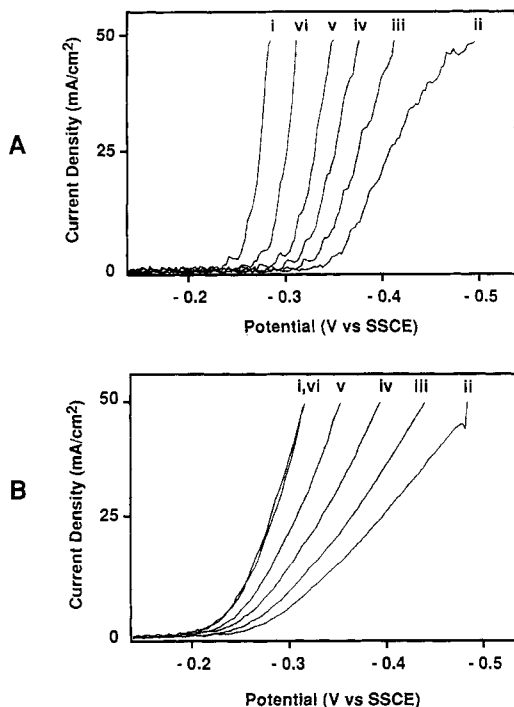 A
Current Density (mA/cm²)
50
25
0
i vi v iv iii ii
- 0.2 - 0.3 - 0.4 - 0.5
Potential (V vs SSCE)
B
Current Density (mA/cm²)
50
25
0
i,vi v iv iii ii
- 0.2 - 0.3 - 0.4 - 0.5
Potential (V vs SSCE)